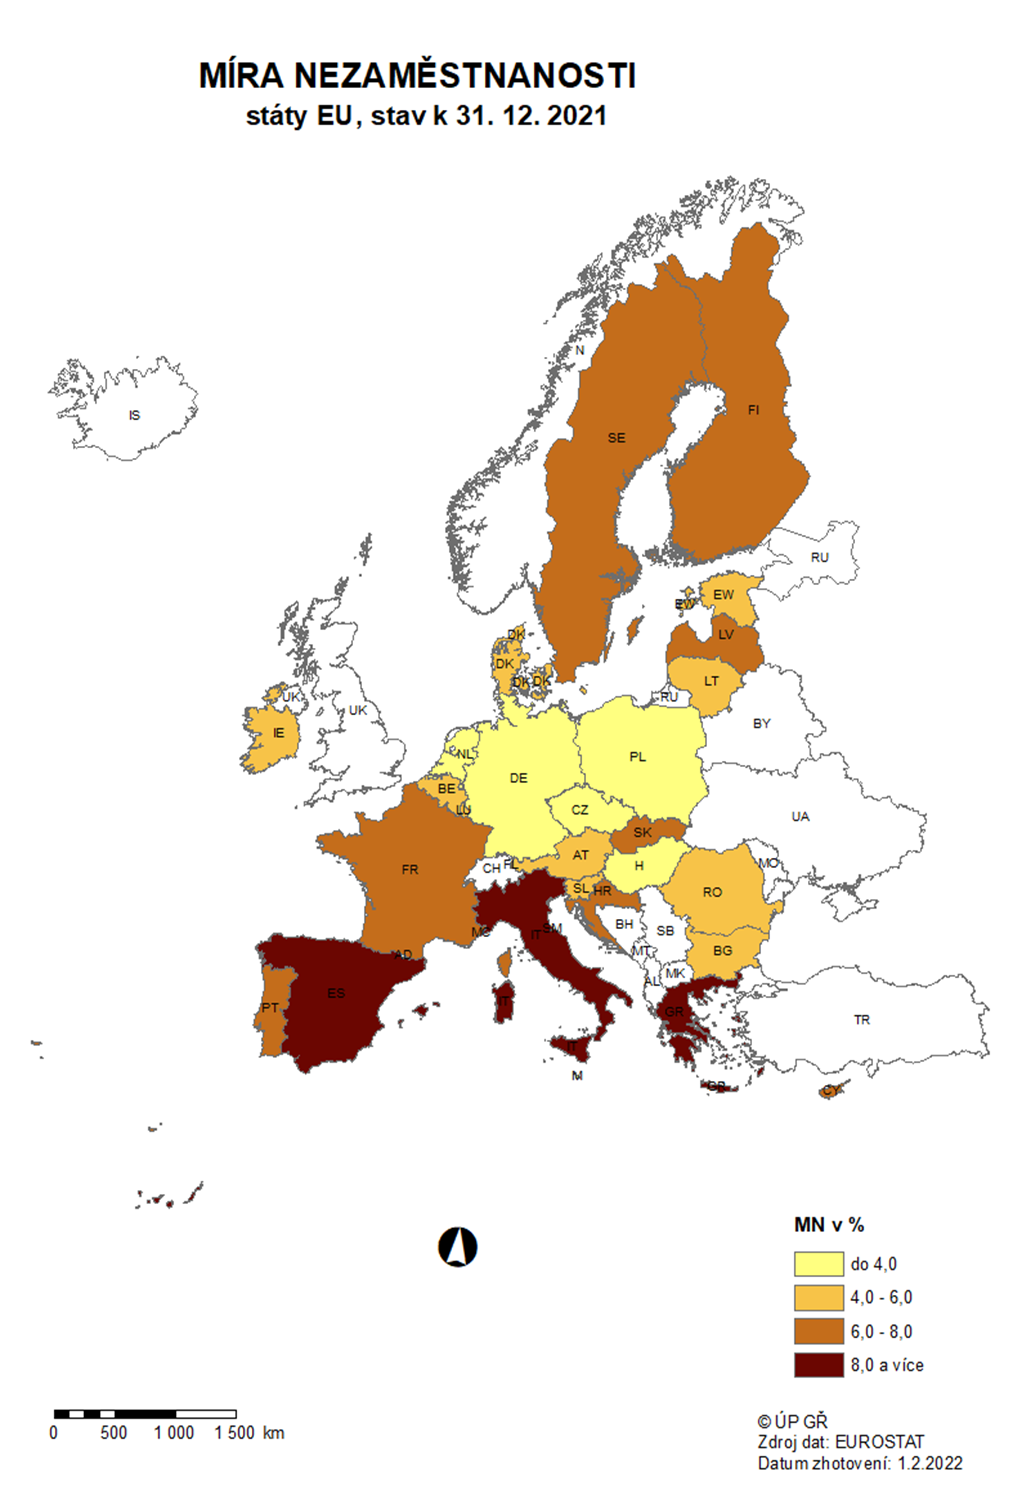 MÍRA NEZAMĚSTNANOSTI
státy EU, stav k 31. 12. 2021
N
IS
FI
SE
RU
EW
EW
DK
LV
DK
DK
DK
LT
UK
RU
UK
BY
IE
NL
PL
DE
BE
LU
CZ
UA
SK
AT
FR
CH
FL
H
MO
SL
HR
RO
BH
SB
MC
IT
SM
MT
BG
AD
MK
AL
ES
IT
PT
GR
TR
IT
M
GR
CY
MN v %
do 4,0
4,0 - 6,0
6,0 - 8,0
8,0 a více
0 500 1 000 1 500 km
© ÚP GŘ
Zdroj dat: EUROSTAT
Datum zhotovení: 1.2.2022